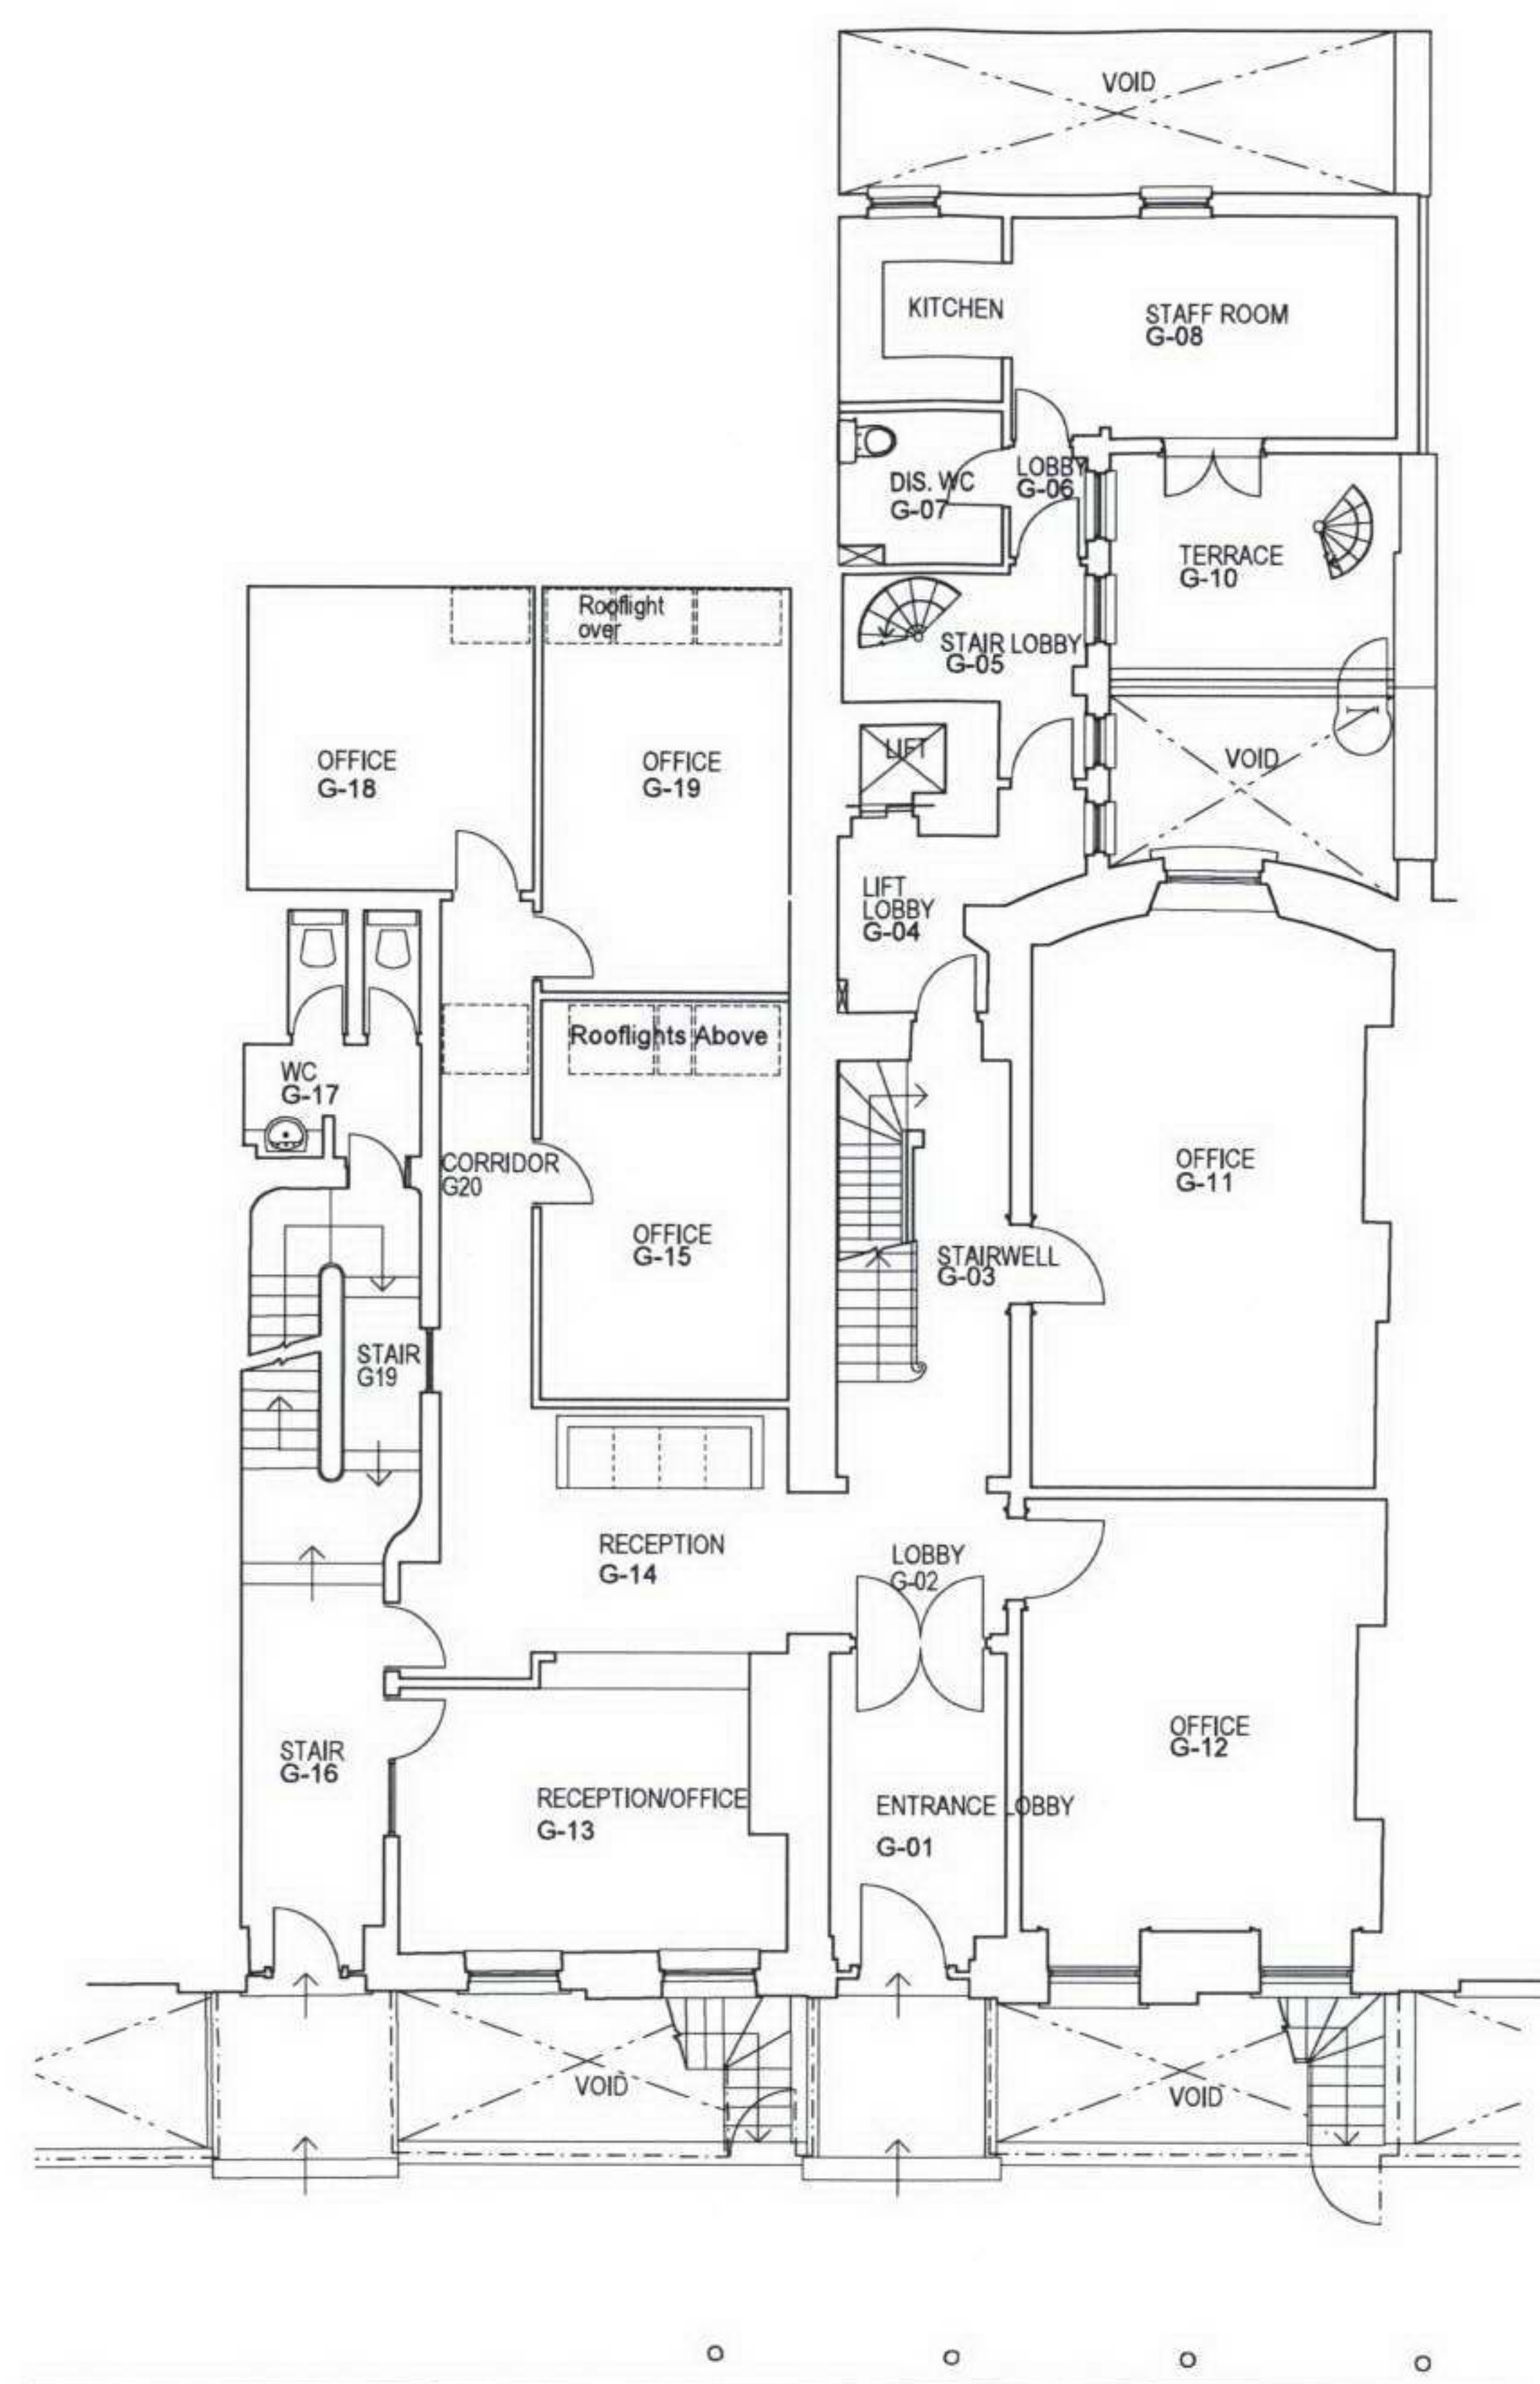 VOID
KITCHEN
STAFF ROOM
G-08
DIS. WC
G-07
LOBBY
G-06
TERRACE
G-10
Rooflight
over
STAIR LOBBY
G-05
OFFICE
G-18
OFFICE
G-19
LIFT
VOID
LIFT
LOBBY
G-04
Rooflights Above
WC
G-17
CORRIDOR
G20
OFFICE
G-11
OFFICE
G-15
STAIRWELL
G-03
STAIR
G19
RECEPTION
G-14
LOBBY
G-02
STAIR
G-16
OFFICE
G-12
RECEPTION/OFFICE
G-13
ENTRANCE LOBBY
G-01
VOID
VOID